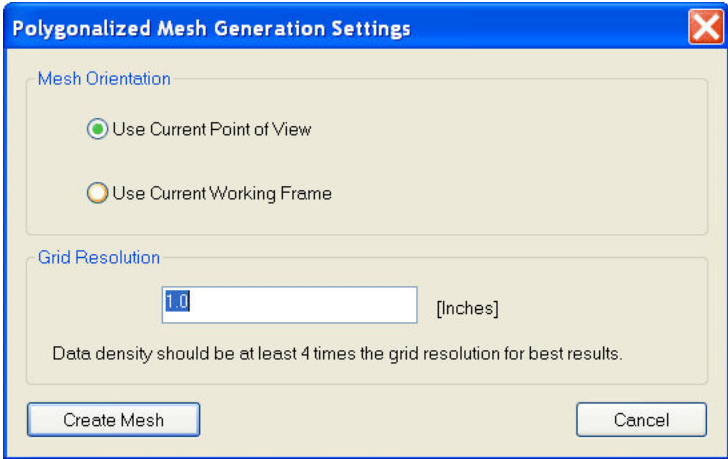 Polygonalized Mesh Generation Settings
Mesh Orientation
Use Current Point of View
Use Current Working Frame
Grid Resolution
1.0 [Inches]
Data density should be at least 4 times the grid resolution for best results.
Create Mesh Cancel